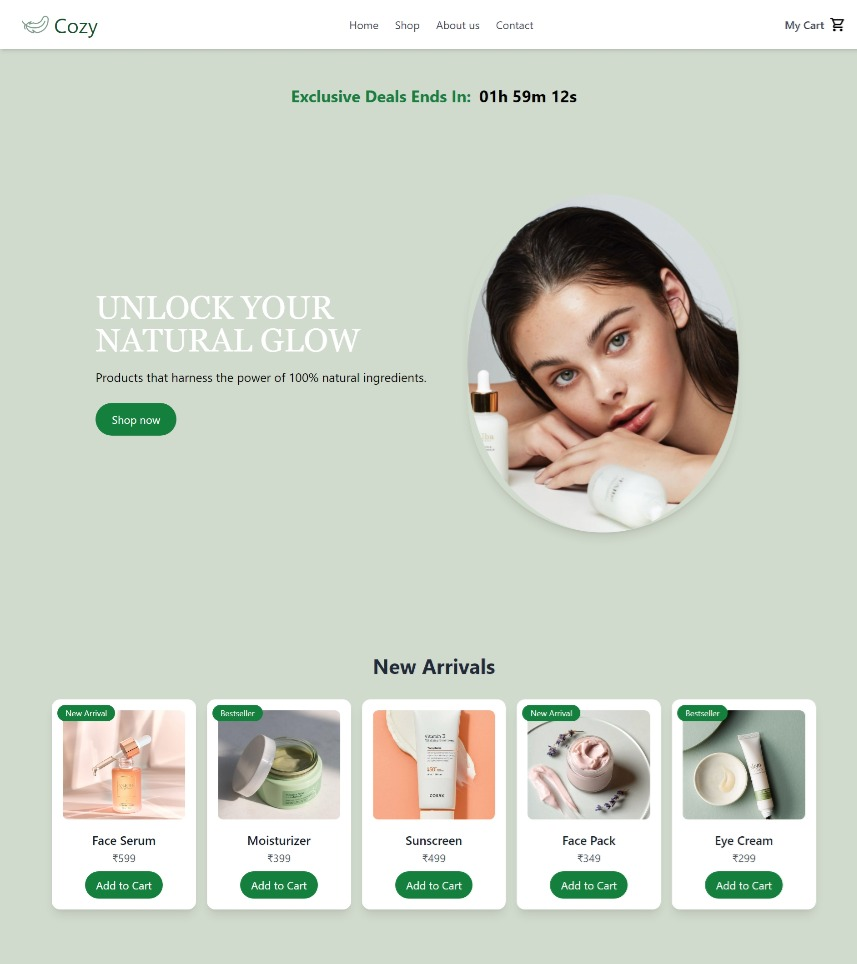 Cozy
Home Shop About us Contact
My Cart
Exclusive Deals Ends In: 01h 59m 12s
UNLOCK YOUR
NATURAL GLOW
Products that harness the power of 100% natural ingredients.
Shop now
New Arrivals
New Arrival
Face Serum
₹599
Add to Cart
Bestseller
Moisturizer
₹399
Add to Cart
Sunscreen
₹499
Add to Cart
New Arrival
Face Pack
₹349
Add to Cart
Bestseller
Eye Cream
₹299
Add to Cart